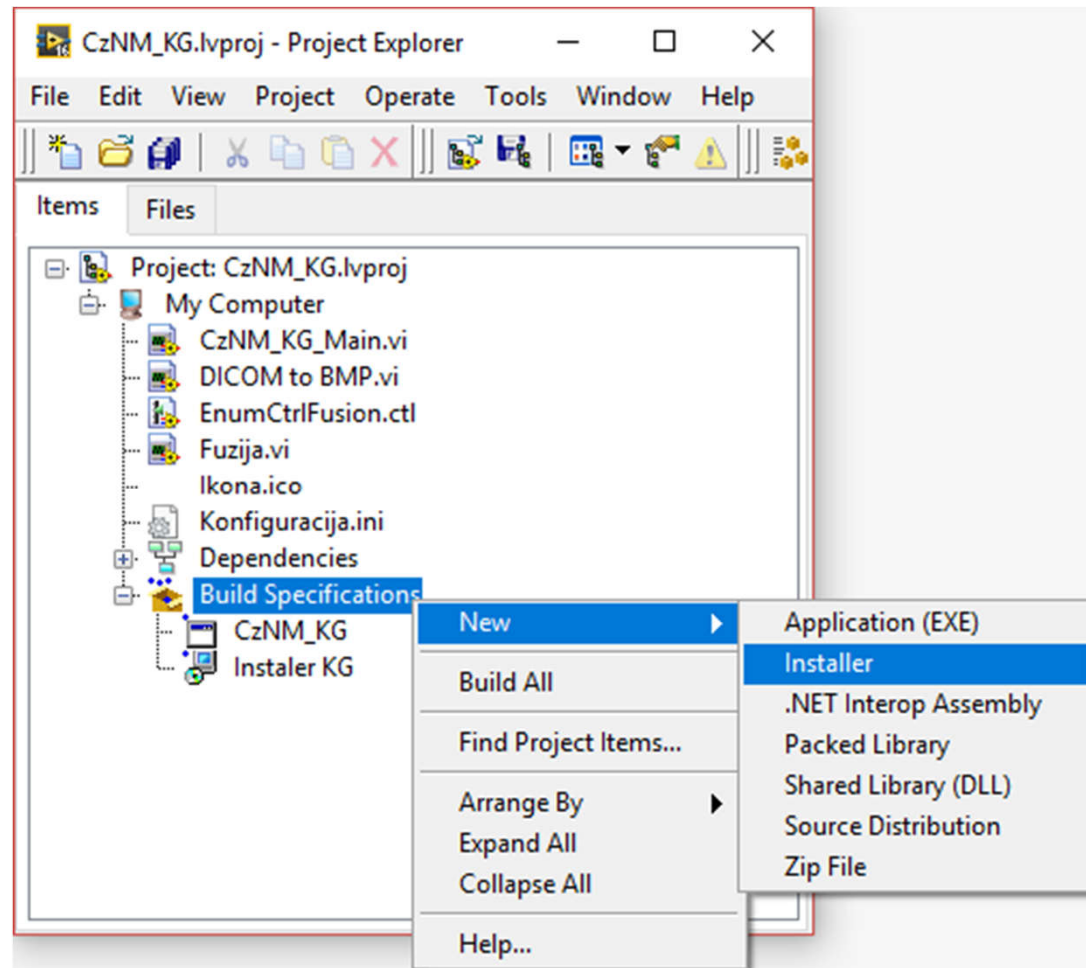 CzNM_KG.lvproj - Project Explorer
File Edit View Project Operate Tools Window Help
Items Files
Project: CzNM_KG.lvproj
My Computer
CzNM_KG_Main.vi
DICOM to BMP.vi
EnumCtrlFusion.ctl
Fuzija.vi
Ikona.ico
Konfiguracija.ini
Dependencies
Build Specifications
CzNM_KG
Instaler KG
New
Build All
Find Project Items...
Arrange By
Expand All
Collapse All
Help...
Application (EXE)
Installer
.NET Interop Assembly
Packed Library
Shared Library (DLL)
Source Distribution
Zip File